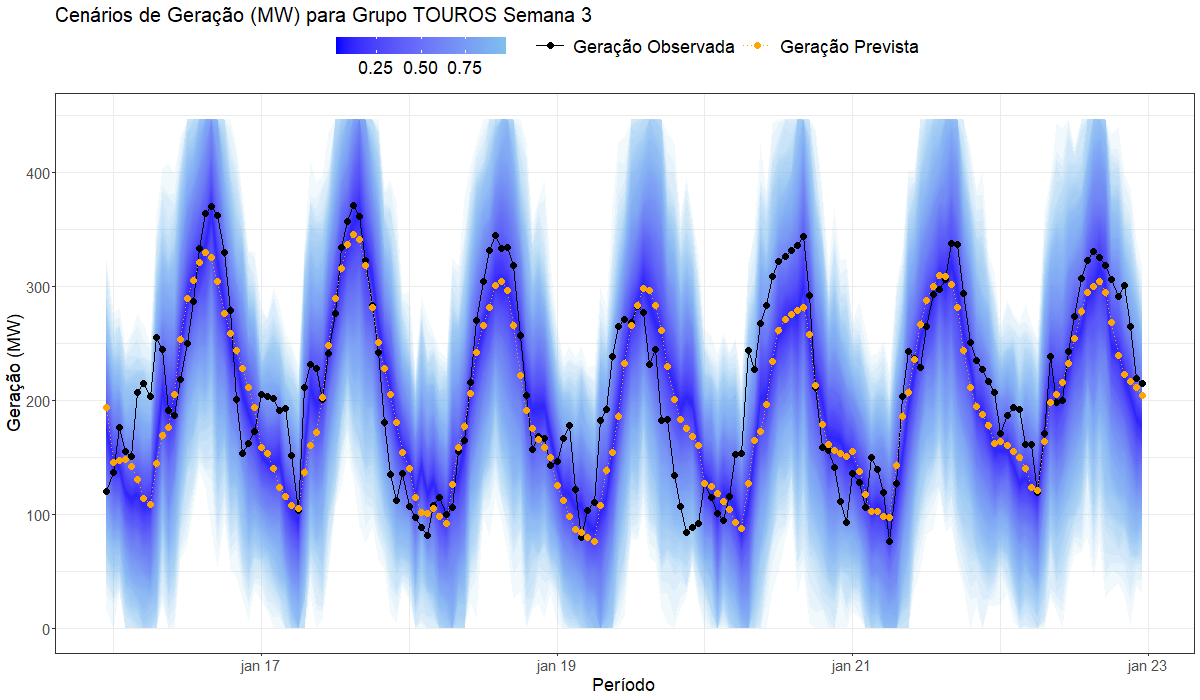 Cenários de Geração (MW) para Grupo TOUROS Semana 3
0.25 0.50 0.75
Geração Observada
Geração Prevista
Geração (MW)
400
300
200
100
0
jan 17
jan 19
jan 21
jan 23
Período